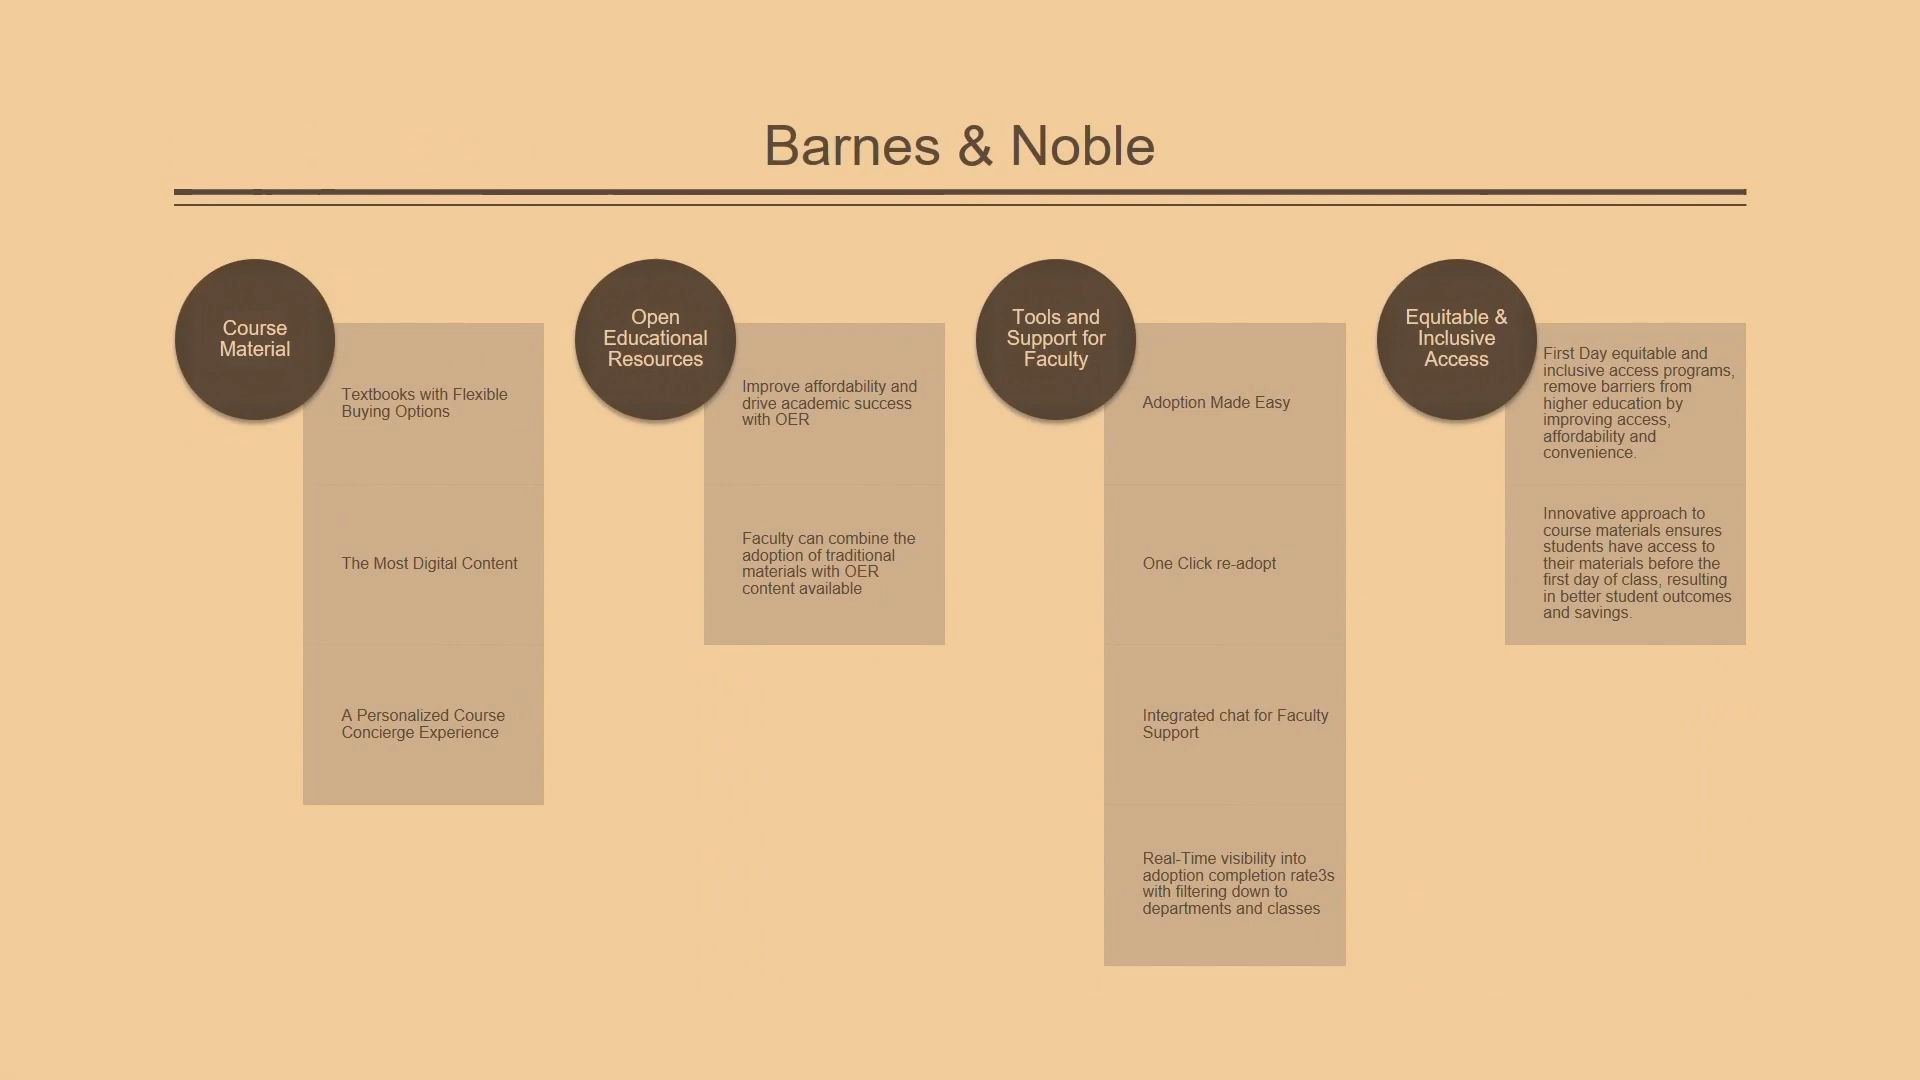 Barnes & Noble
Course
Material
Textbooks with Flexible
Buying Options
The Most Digital Content
A Personalized Course
Concierge Experience
Open
Educational
Resources
Improve affordability and
drive academic success
with OER
Faculty can combine the
adoption of traditional
materials with OER
content available
Tools and
Support for
Faculty
Adoption Made Easy
One Click re-adopt
Integrated chat for Faculty
Support
Real-Time visibility into
adoption completion rate3s
with filtering down to
departments and classes
Equitable &
Inclusive
Access
First Day equitable and
inclusive access programs,
remove barriers from
higher education by
improving access,
affordability and
convenience.
Innovative approach to
course materials ensures
students have access to
their materials before the
first day of class, resulting
in better student outcomes
and savings.